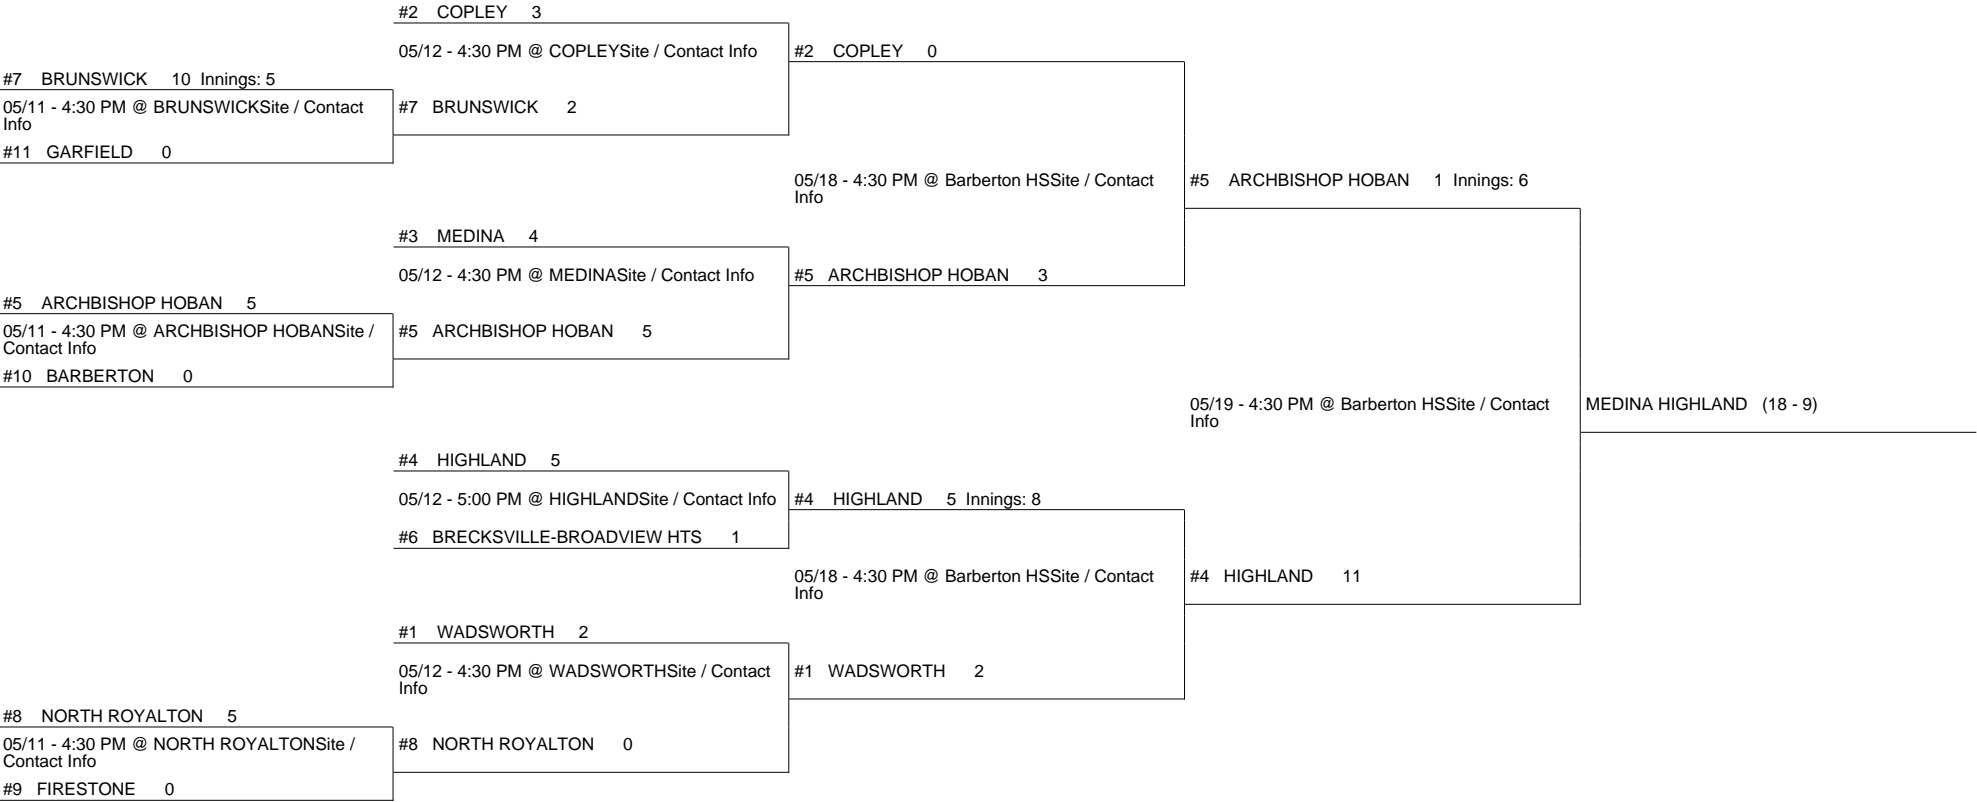 #2 COPLEY 3
05/12 - 4:30 PM @ COPLEYSite / Contact Info
#2 COPLEY 0
#7 BRUNSWICK 10 Innings: 5
05/11 - 4:30 PM @ BRUNSWICKSite / Contact
Info
#7 BRUNSWICK 2
#11 GARFIELD 0
05/18 - 4:30 PM @ Barberton HSSite / Contact
Info
#5 ARCHBISHOP HOBAN 1 Innings: 6
#3 MEDINA 4
05/12 - 4:30 PM @ MEDINASite / Contact Info
#5 ARCHBISHOP HOBAN 3
#5 ARCHBISHOP HOBAN 5
05/11 - 4:30 PM @ ARCHBISHOP HOBANSite /
Contact Info
#5 ARCHBISHOP HOBAN 5
#10 BARBERTON 0
05/19 - 4:30 PM @ Barberton HSSite / Contact
Info
MEDINA HIGHLAND (18 - 9)
#4 HIGHLAND 5
05/12 - 5:00 PM @ HIGHLANDSite / Contact Info
#4 HIGHLAND 5 Innings: 8
#6 BRECKSVILLE-BROADVIEW HTS 1
05/18 - 4:30 PM @ Barberton HSSite / Contact
Info
#4 HIGHLAND 11
#1 WADSWORTH 2
05/12 - 4:30 PM @ WADSWORTHSite / Contact
Info
#1 WADSWORTH 2
#8 NORTH ROYALTON 5
05/11 - 4:30 PM @ NORTH ROYALTONSite /
Contact Info
#8 NORTH ROYALTON 0
#9 FIRESTONE 0